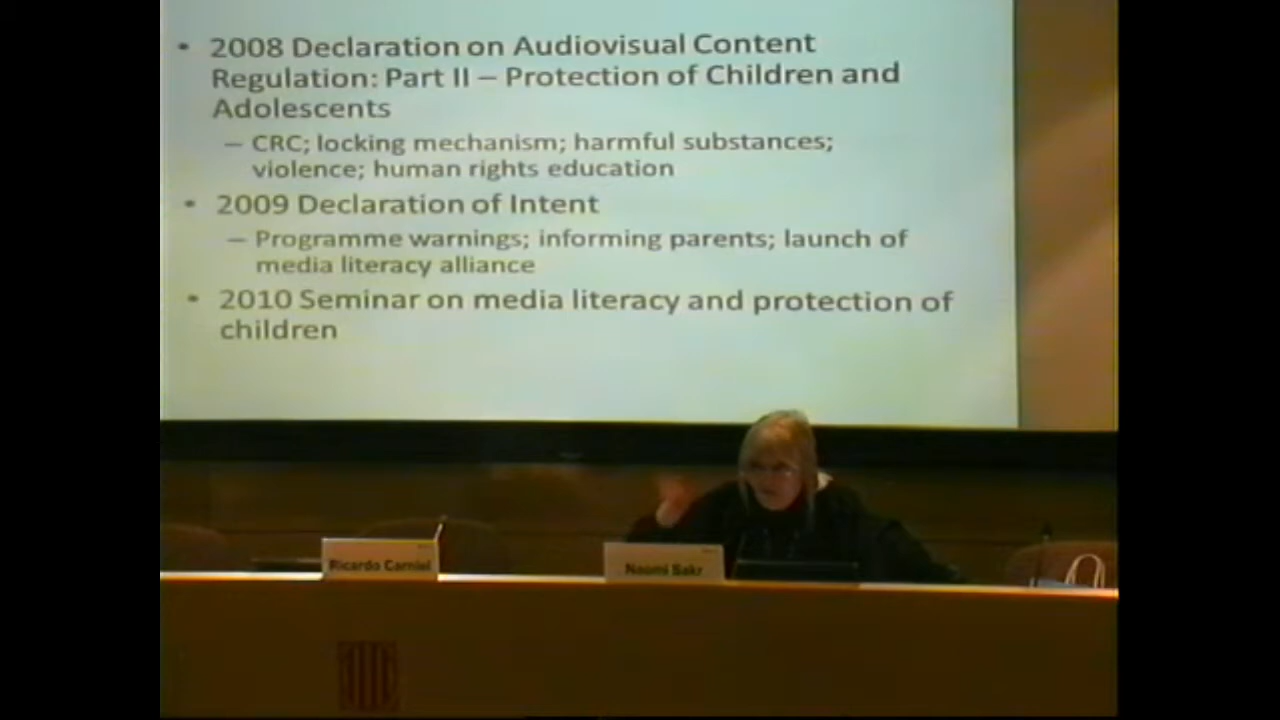 • 2008 Declaration on Audiovisual Content
Regulation: Part II – Protection of Children and
Adolescents
– CRC; locking mechanism; harmful substances;
violence; human rights education
• 2009 Declaration of Intent
– Programme warnings; informing parents; launch of
media literacy alliance
• 2010 Seminar on media literacy and protection of
children
Ricardo Carniel
Naomi Sakr